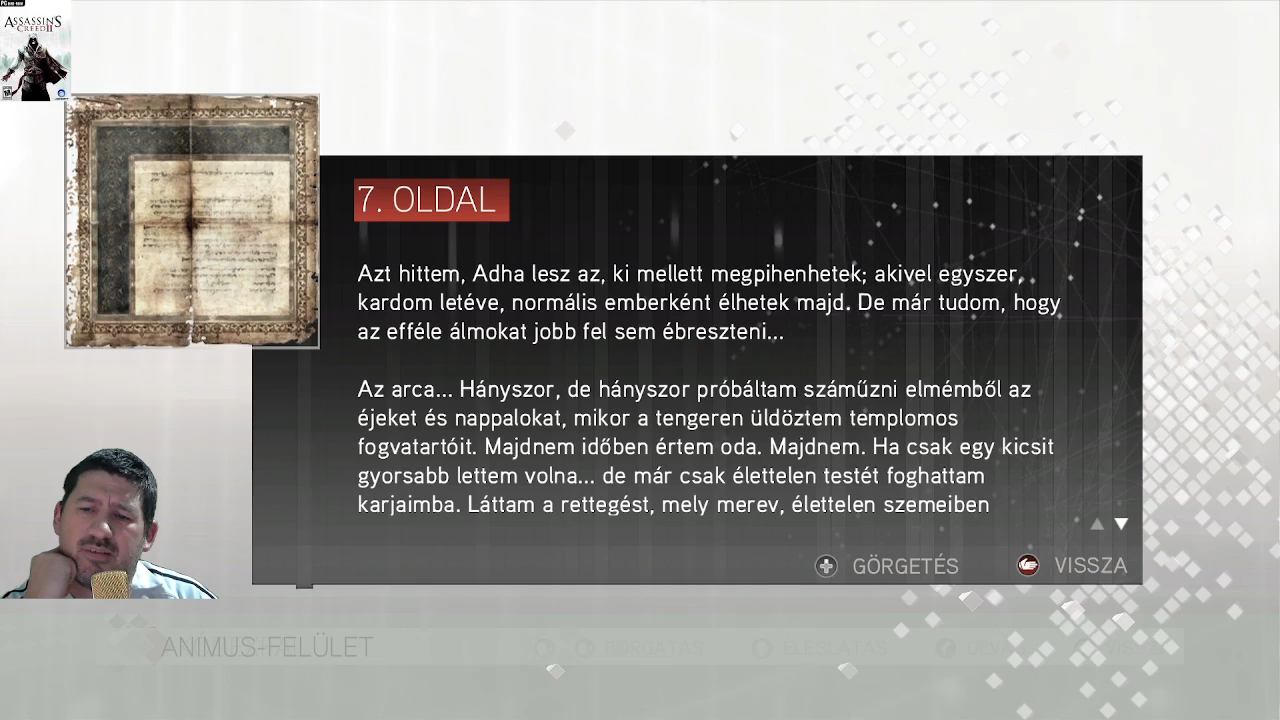 ASSASSIN'S
CREED II
7. OLDAL
Azt hittem, Adha lesz az, ki mellett megpihenhetek; akivel egyszer,
kardom letéve, normális emberként élhetek majd. De már tudom, hogy
az efféle álmokat jobb fel sem ébreszteni...
Az arca... Hányszor, de hányszor próbáltam száműzni elmémből az
éjeket és nappalokat, mikor a tengeren üldöztem templomos
fogvatartóit. Majdnem időben értem oda. Majdnem. Ha csak egy kicsit
gyorsabb lettem volna... de már csak élettelen testét foghattam
karjaimba. Láttam a rettegést, mely merev, élettelen szemeiben
GÖRGETÉS
VISSZA
ANIMUS-FELÜLET